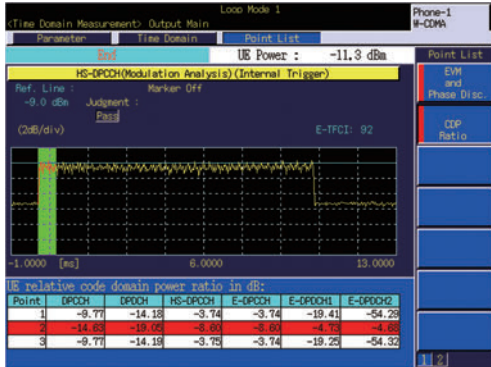 Loop Mode 1
<Time Domain Measurement> Output Main
Phone-1
W-CDMA
Parameter Time Domain Point List
End UE Power : -11.3 dBm
Point List
HS-DPCCH(Modulation Analysis)(Internal Trigger)
Ref. Line : Marker Off
-9.0 dBm Judgment :
Pass
(2dB/div) E-TFCI: 92
EVM
and
Phase Disc.
CDP
Ratio
-1.0000 [ms] 6.0000 13.0000
UE relative code domain power ratio in dB:
Point DPCCH DPDCH HS-DPCCH E-DPCCH E-DPDCH1 E-DPDCH2
1 -9.77 -14.18 -3.74 -3.74 -19.41 -54.29
2 -14.63 -19.05 -8.60 -8.60 -4.73 -4.68
3 -9.77 -14.19 -3.75 -3.74 -19.25 -54.32
1 2